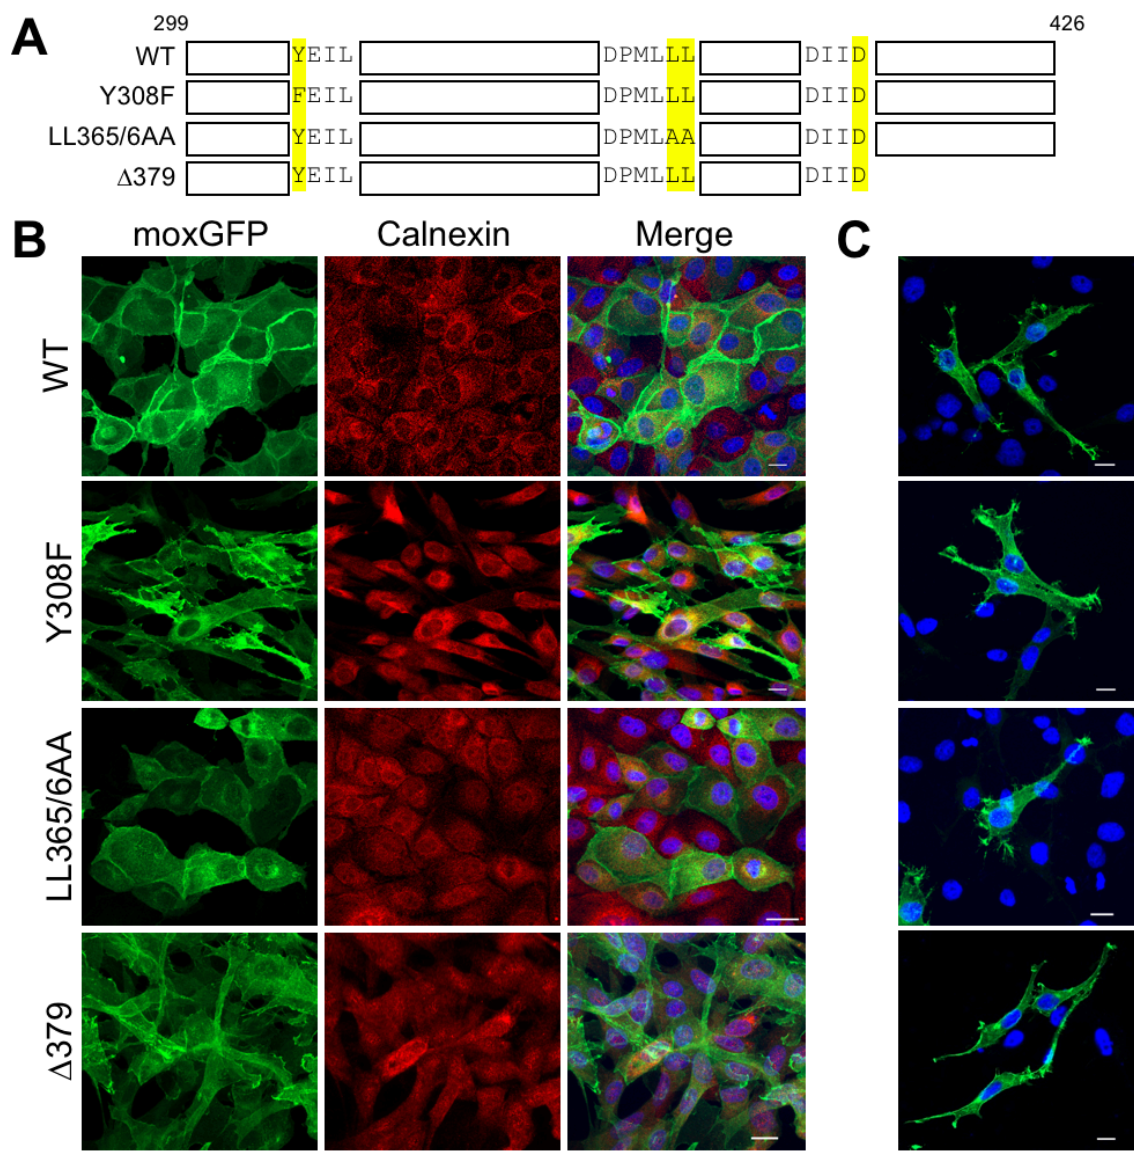 A
299 426
WT YEIL DPMLLL DIID
Y308F FEIL DPMLLL DIID
LL365/6AA YEIL DPMLAA DIID
Δ379 YEIL DPMLLL DIID
B moxGFP Calnexin Merge C
WT
Y308F
LL365/6AA
Δ379